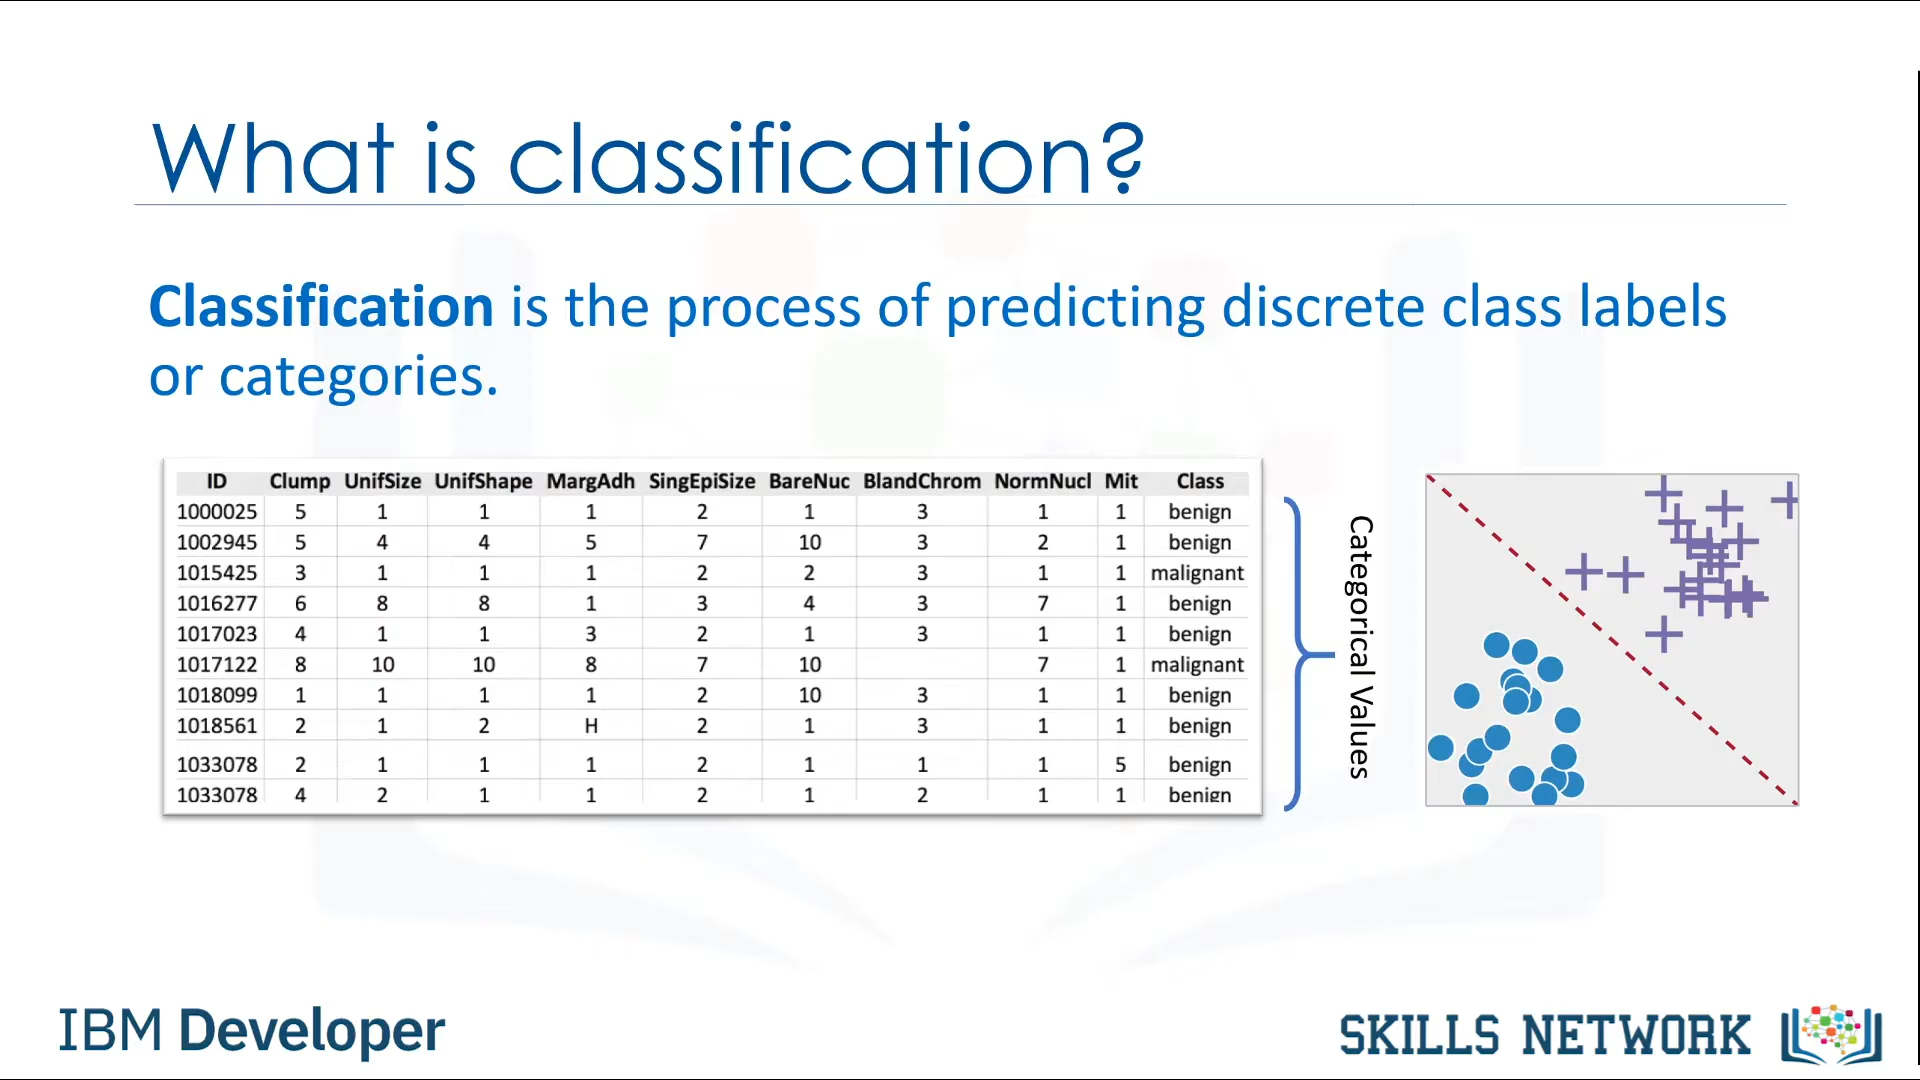 What is classification?
Classification is the process of predicting discrete class labels
or categories.
ID Clump UnifSize UnifShape MargAdh SingEpiSize BareNuc BlandChrom NormNucl Mit Class
1000025 5 1 1 1 2 1 3 1 1 benign
1002945 5 4 4 5 7 10 3 2 1 benign
1015425 3 1 1 1 2 2 3 1 1 malignant
1016277 6 8 8 1 3 4 3 7 1 benign
1017023 4 1 1 3 2 1 3 1 1 benign
1017122 8 10 10 8 7 10 7 1 malignant
1018099 1 1 1 1 2 10 3 1 1 benign
1018561 2 1 2 H 2 1 3 1 1 benign
1033078 2 1 1 1 2 1 1 1 5 benign
1033078 4 2 1 1 2 1 2 1 1 benign
Categorical Values
IBM Developer
SKILLS NETWORK